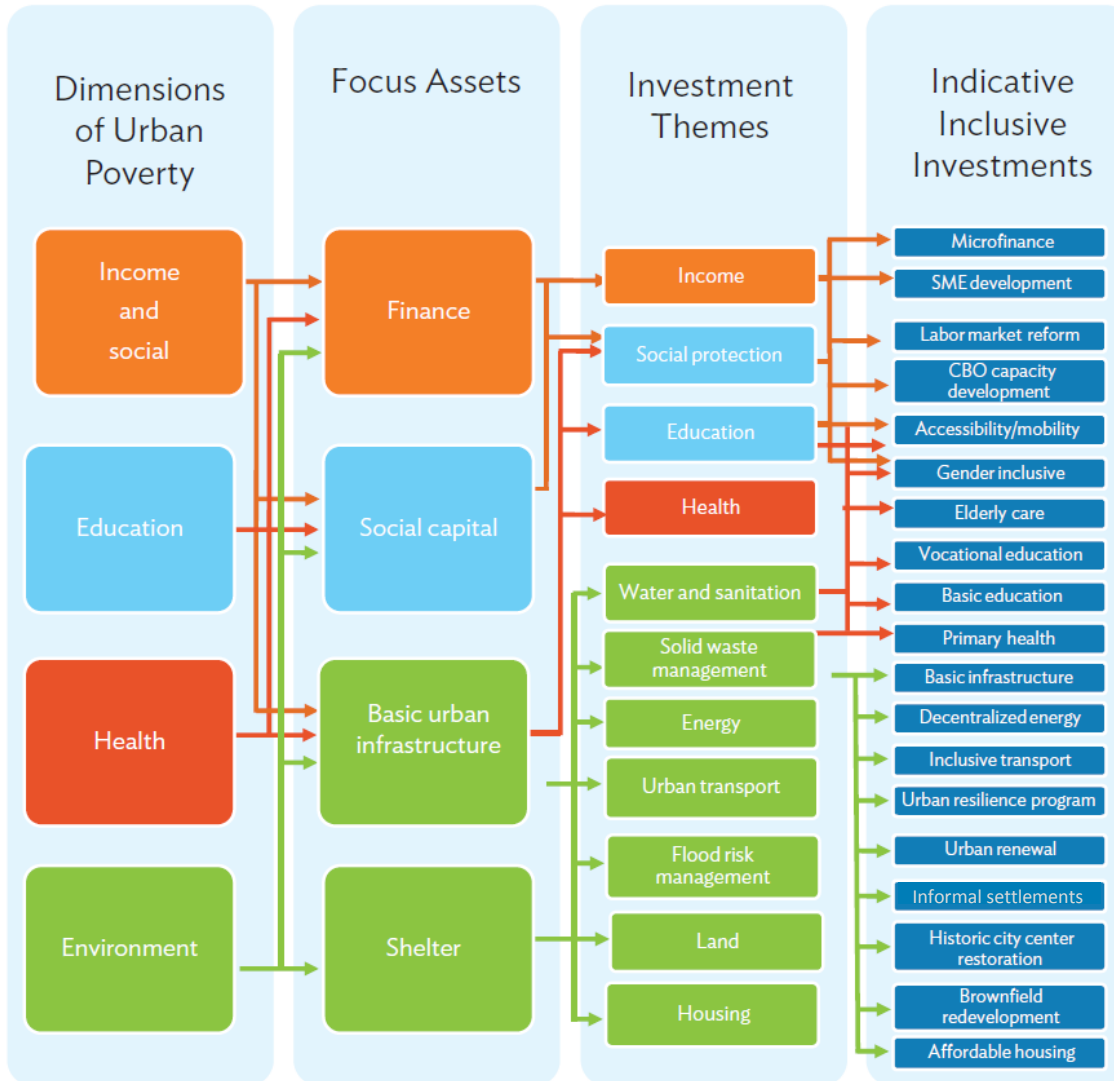 Dimensions
of Urban
Poverty
Income
and
social
Education
Health
Environment
Focus Assets
Finance
Social capital
Basic urban
infrastructure
Shelter
Investment
Themes
Income
Social protection
Education
Health
Water and sanitation
Solid waste
management
Energy
Urban transport
Flood risk
management
Land
Housing
Indicative
Inclusive
Investments
Microfinance
SME development
Labor market reform
CBO capacity
development
Accessibility/mobility
Gender inclusive
Elderly care
Vocational education
Basic education
Primary health
Basic infrastructure
Decentralized energy
Inclusive transport
Urban resilience program
Urban renewal
Informal settlements
Historic city center
restoration
Brownfield
redevelopment
Affordable housing